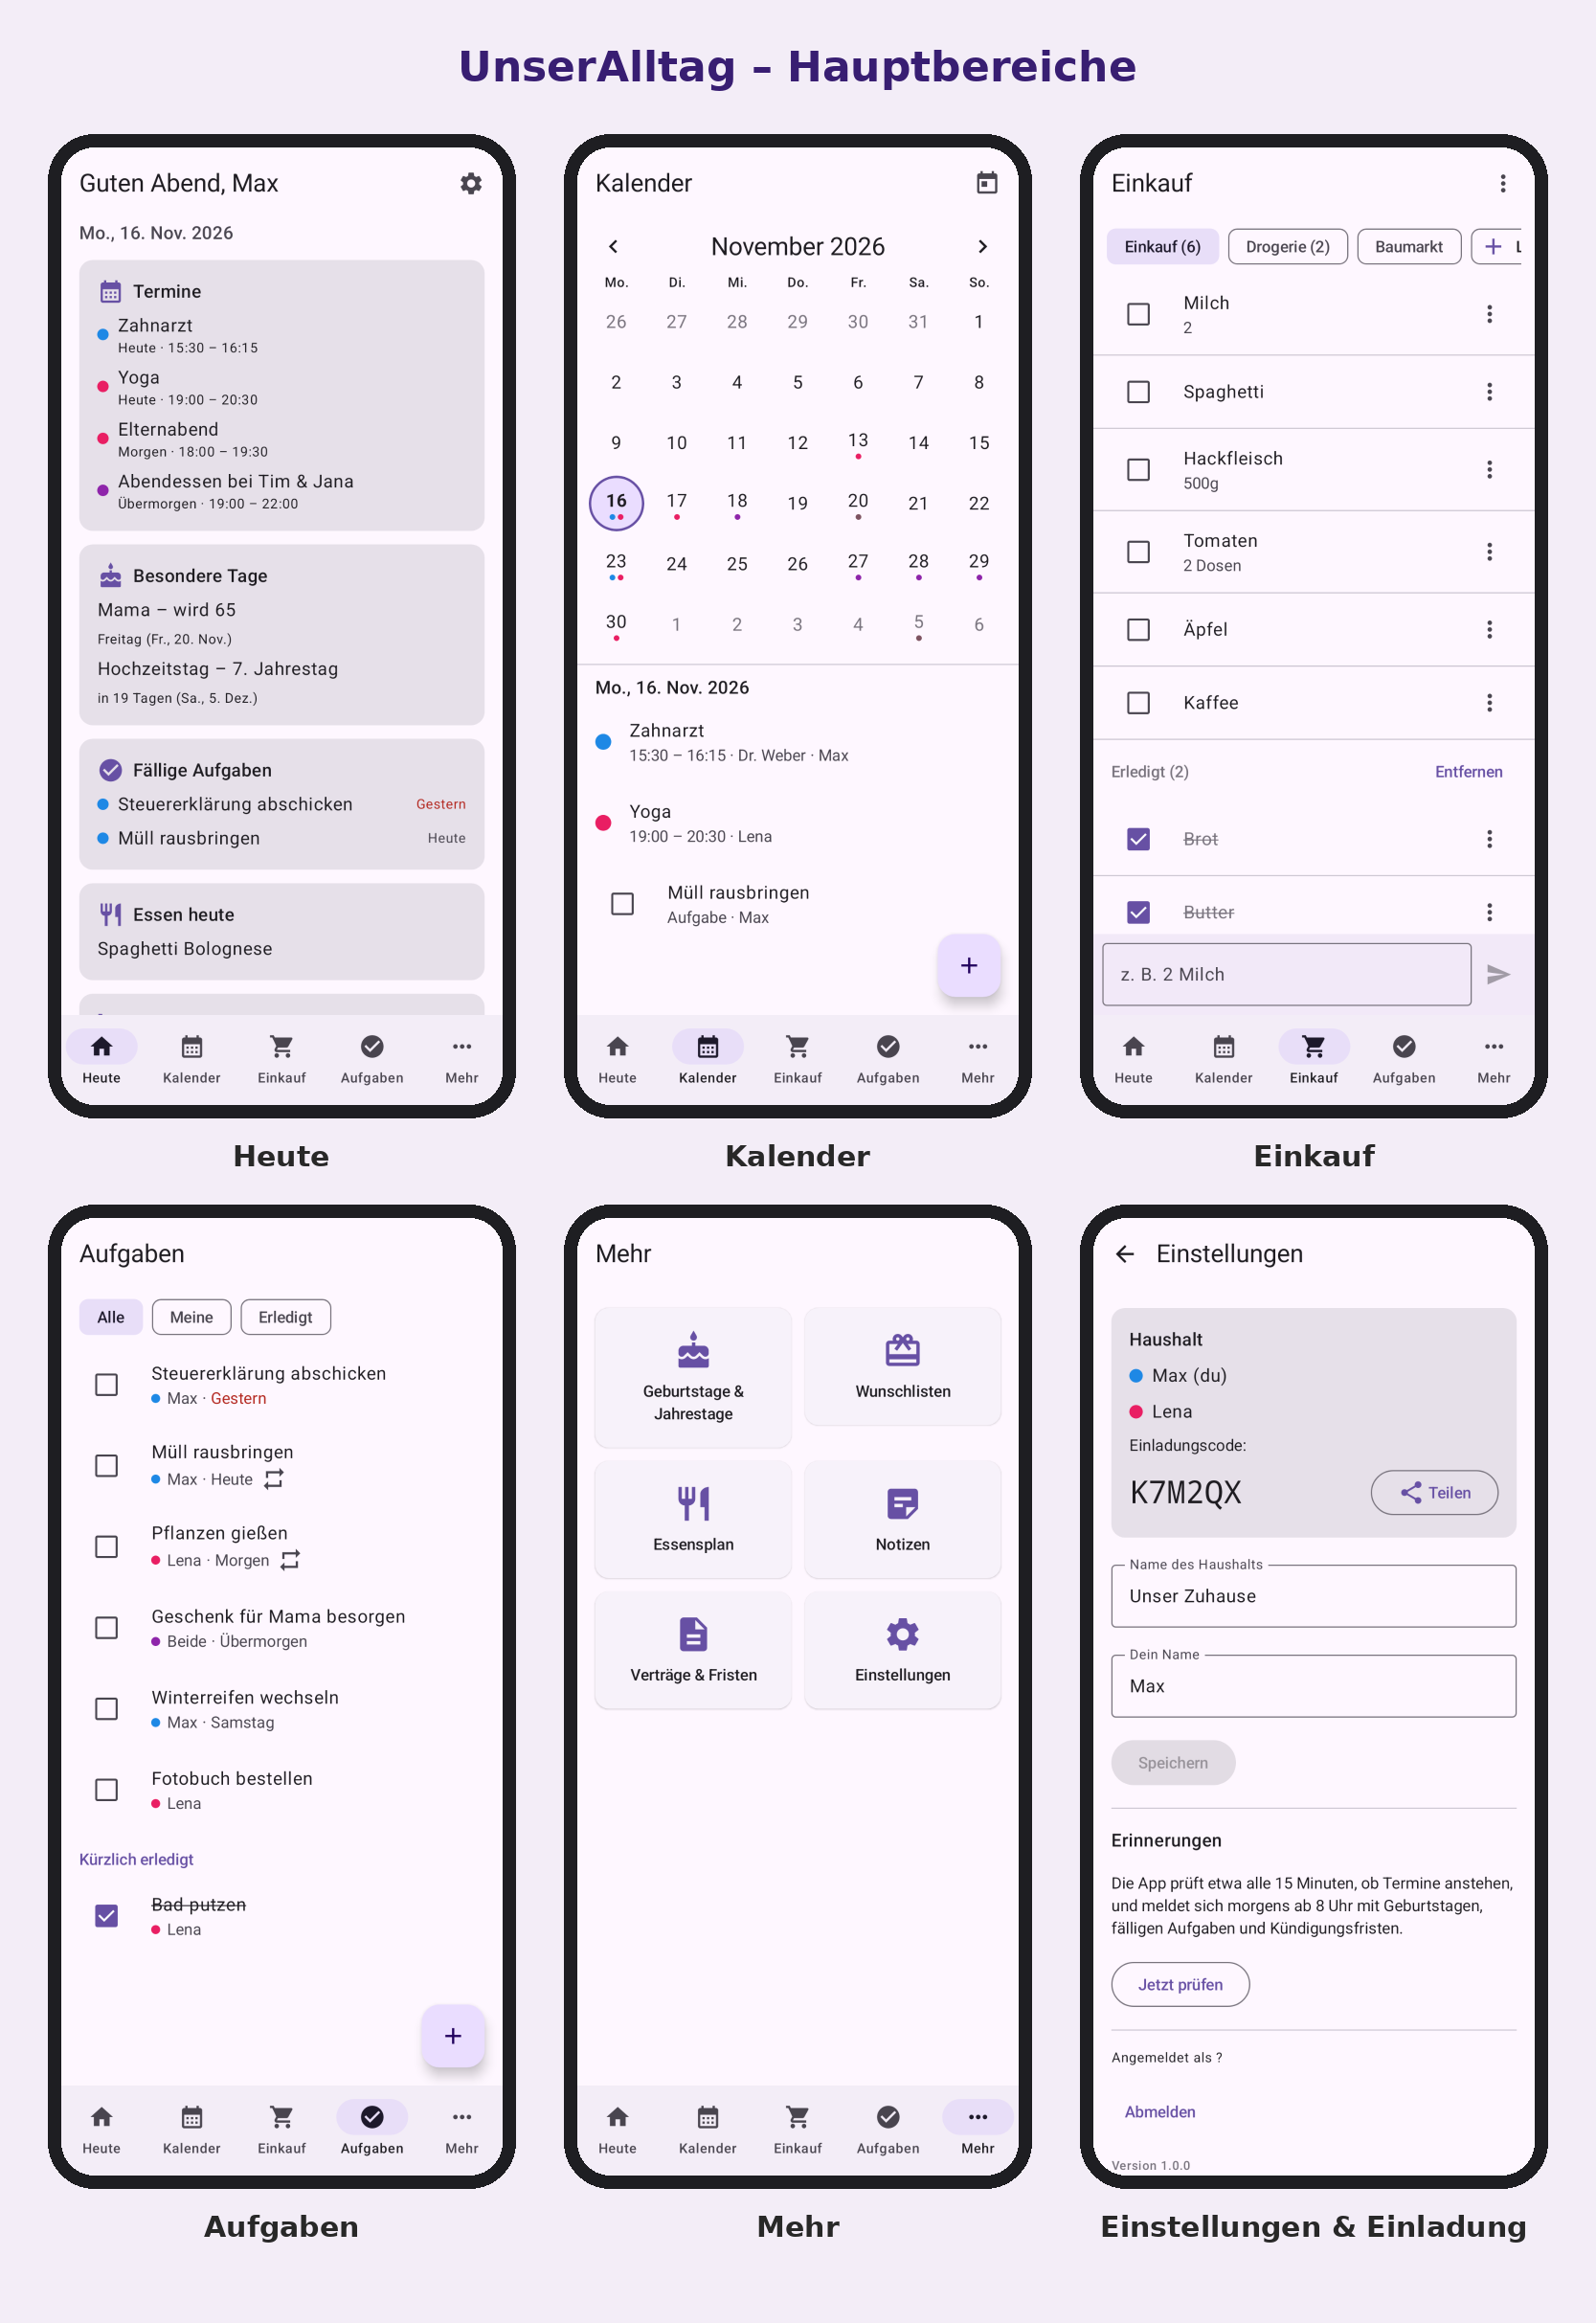 UnserAlltag – Hauptbereiche
Guten Abend, Max
Mo., 16. Nov. 2026
Termine
Zahnarzt
Heute · 15:30 – 16:15
Yoga
Heute · 19:00 – 20:30
Elternabend
Morgen · 18:00 – 19:30
Abendessen bei Tim & Jana
Übermorgen · 19:00 – 22:00
Besondere Tage
Mama – wird 65
Freitag (Fr., 20. Nov.)
Hochzeitstag – 7. Jahrestag
in 19 Tagen (Sa., 5. Dez.)
Fällige Aufgaben
Steuererklärung abschicken Gestern
Müll rausbringen Heute
Essen heute
Spaghetti Bolognese
Heute Kalender Einkauf Aufgaben Mehr
Heute
Kalender
November 2026
Mo. Di. Mi. Do. Fr. Sa. So.
26 27 28 29 30 31 1
2 3 4 5 6 7 8
9 10 11 12 13 14 15
16 17 18 19 20 21 22
23 24 25 26 27 28 29
30 1 2 3 4 5 6
Mo., 16. Nov. 2026
Zahnarzt
15:30 – 16:15 · Dr. Weber · Max
Yoga
19:00 – 20:30 · Lena
Müll rausbringen
Aufgabe · Max
+
Heute Kalender Einkauf Aufgaben Mehr
Kalender
Einkauf
Einkauf (6) Drogerie (2) Baumarkt + L
Milch
2
Spaghetti
Hackfleisch
500g
Tomaten
2 Dosen
Äpfel
Kaffee
Erledigt (2) Entfernen
Brot
Butter
z. B. 2 Milch
Heute Kalender Einkauf Aufgaben Mehr
Einkauf
Aufgaben
Alle Meine Erledigt
Steuererklärung abschicken
Max · Gestern
Müll rausbringen
Max · Heute
Pflanzen gießen
Lena · Morgen
Geschenk für Mama besorgen
Beide · Übermorgen
Winterreifen wechseln
Max · Samstag
Fotobuch bestellen
Lena
Kürzlich erledigt
Bad putzen
Lena
+
Heute Kalender Einkauf Aufgaben Mehr
Aufgaben
Mehr
Geburtstage &
Jahrestage
Wunschlisten
Essensplan
Notizen
Verträge & Fristen
Einstellungen
Heute Kalender Einkauf Aufgaben Mehr
Mehr
Einstellungen
Haushalt
Max (du)
Lena
Einladungscode:
K7M2QX Teilen
Name des Haushalts
Unser Zuhause
Dein Name
Max
Speichern
Erinnerungen
Die App prüft etwa alle 15 Minuten, ob Termine anstehen,
und meldet sich morgens ab 8 Uhr mit Geburtstagen,
fälligen Aufgaben und Kündigungsfristen.
Jetzt prüfen
Angemeldet als ?
Abmelden
Version 1.0.0
Einstellungen & Einladung